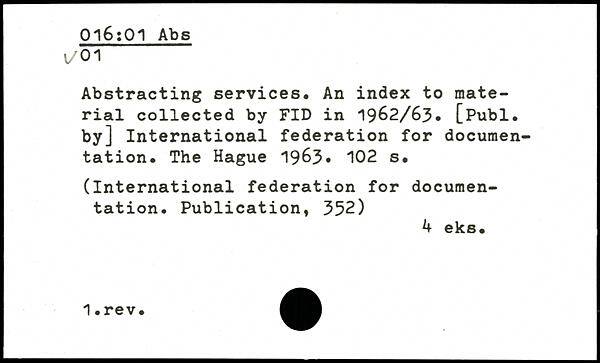 016:01 Abs
✓01
Abstracting services. An index to mate-
rial collected by FID in 1962/63. [Publ.
by] International federation for documen-
tation. The Hague 1963. 102 s.
(International federation for documen-
tation. Publication, 352)
4 eks.
1.rev.